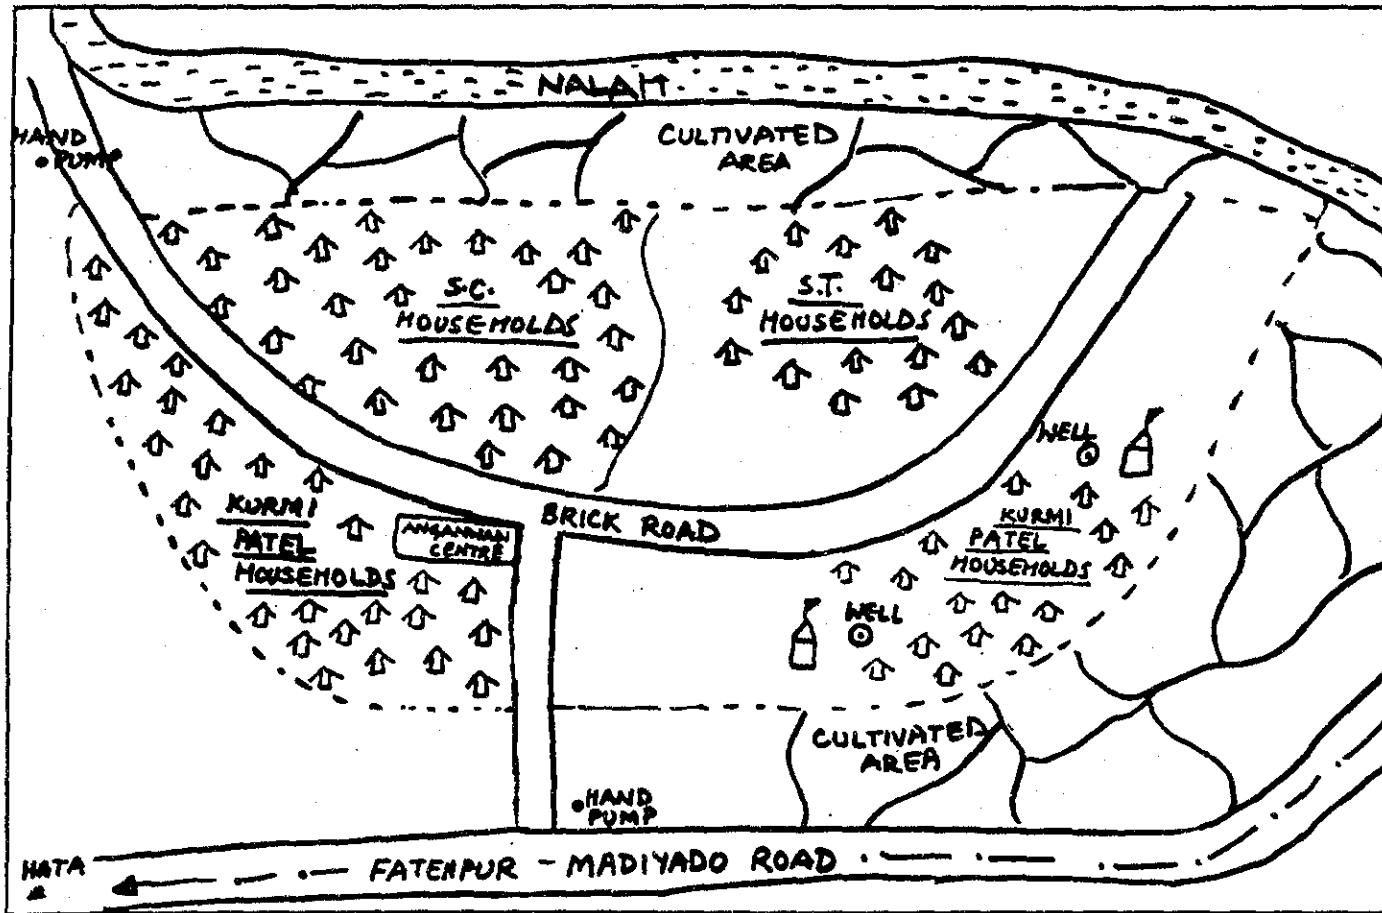 NALAH
HAND
PUMP
CULTIVATED
AREA
S.C.
HOUSEHOLDS
S.T.
HOUSEHOLDS
WELL
KURMI
PATEL
HOUSEHOLDS
ANGANWAN
CENTRE
BRICK ROAD
KURMI
PATEL
HOUSEHOLDS
WELL
CULTIVATED
AREA
HAND
PUMP
HATA
FATEHPUR - MADIYADO ROAD